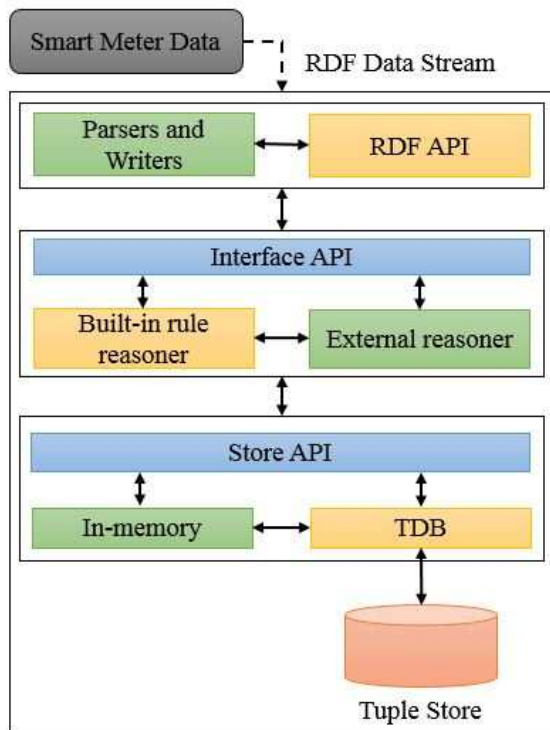 Smart Meter Data
RDF Data Stream
Parsers and
Writers
RDF API
Interface API
Built-in rule
reasoner
External reasoner
Store API
In-memory
TDB
Tuple Store